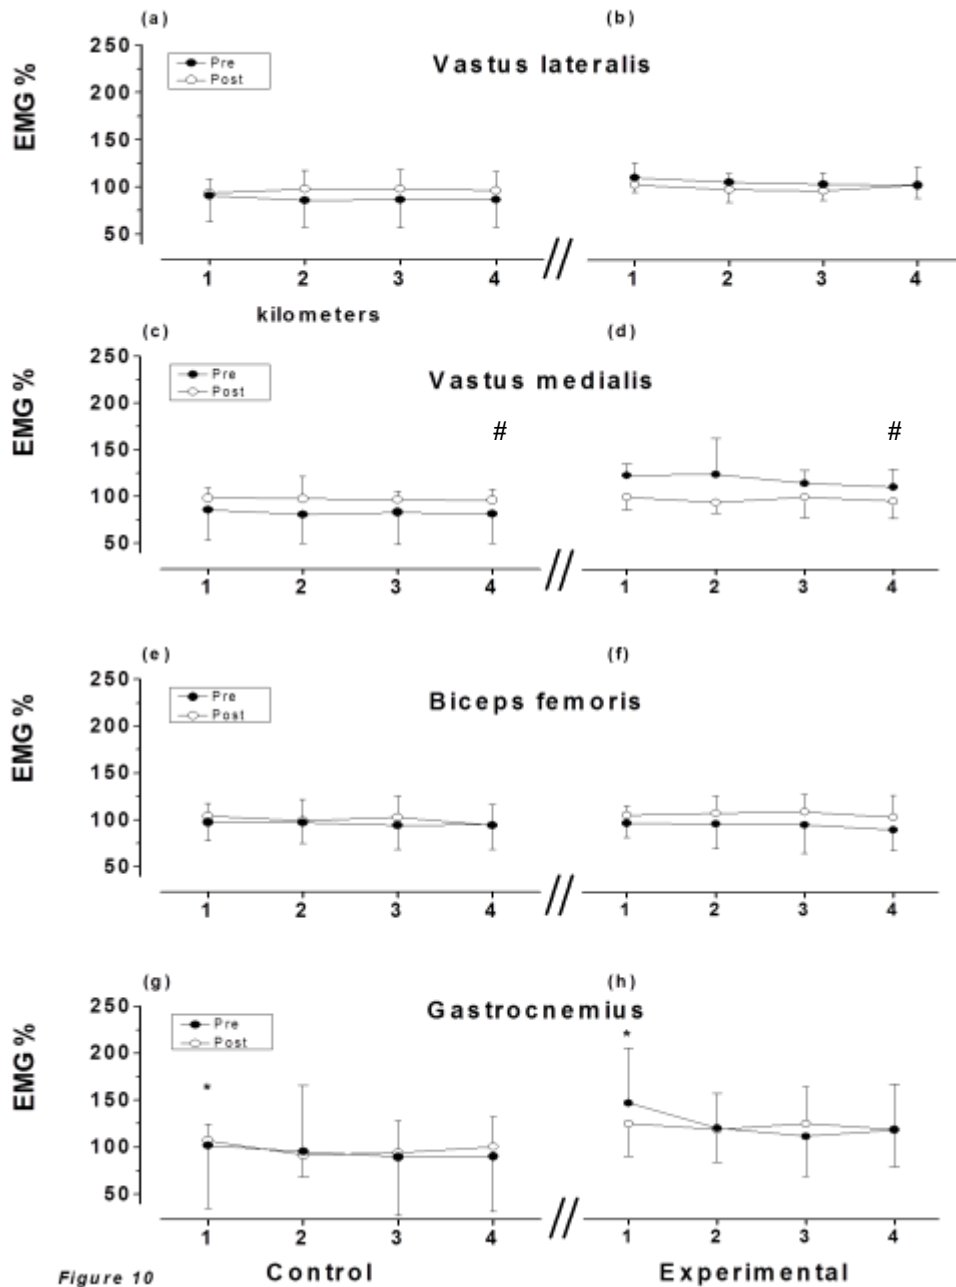 (a) (b)
250
Pre
Post
Vastus lateralis
200
EMG %
150
100
50
1 2 3 4 // 1 2 3 4
kilometers
(c) (d)
250
Pre
Post
Vastus medialis
200
EMG %
# #
150
100
50
1 2 3 4 // 1 2 3 4
(e) (f)
250
Pre
Post
Biceps femoris
200
EMG %
150
100
50
1 2 3 4 // 1 2 3 4
(g) (h)
Gastrocnemius
250
Pre
Post
*
200
EMG %
*
150
100
50
1 2 3 4 // 1 2 3 4
Figure 10 Control Experimental